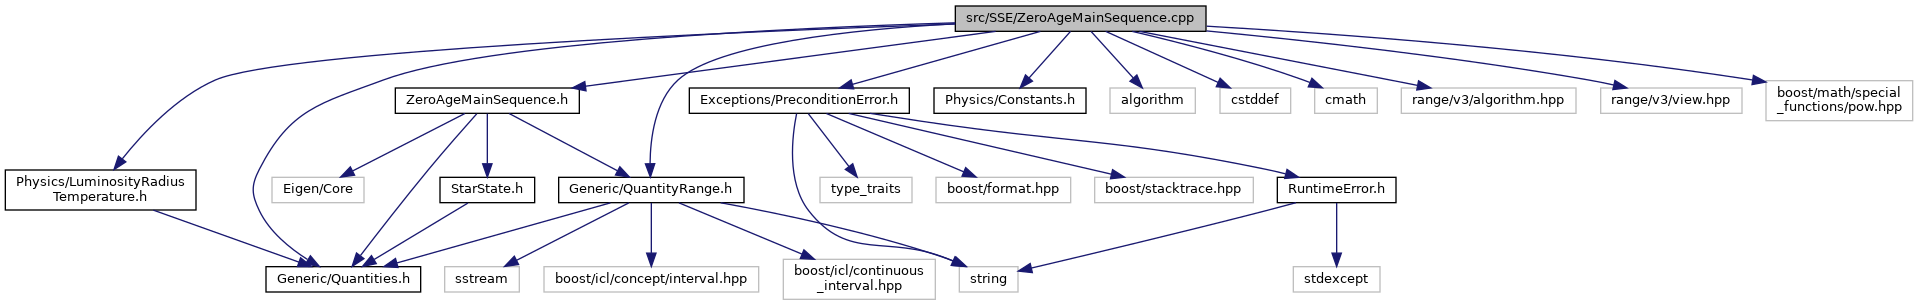 src/SSE/ZeroAgeMainSequence.cpp
ZeroAgeMainSequence.h
Exceptions/PreconditionError.h
Physics/Constants.h
algorithm
cstddef
cmath
range/v3/algorithm.hpp
range/v3/view.hpp
boost/math/special
_functions/pow.hpp
Physics/LuminosityRadius
Temperature.h
Eigen/Core
StarState.h
Generic/QuantityRange.h
type_traits
boost/format.hpp
boost/stacktrace.hpp
RuntimeError.h
Generic/Quantities.h
sstream
boost/icl/concept/interval.hpp
boost/icl/continuous
_interval.hpp
string
stdexcept